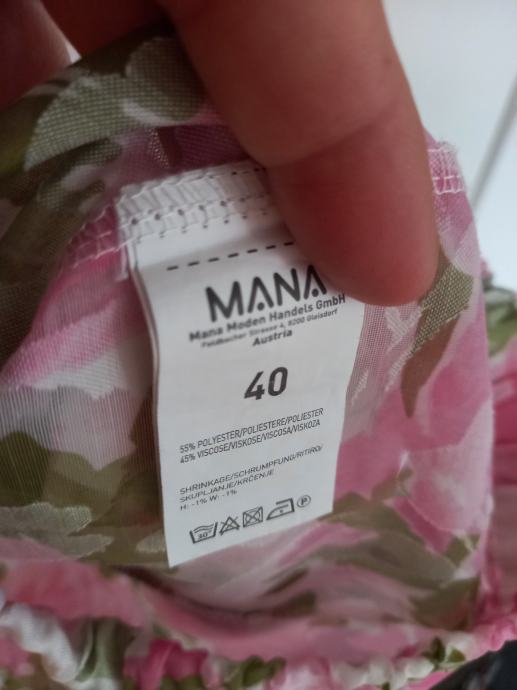 MANA
Mana Moden Handels GmbH
Feldbacher Strasse 4, 8200 Gleisdorf
Austria
40
55% POLYESTER/POLIESTERE/POLIESTER
45% VISCOSE/VISKOSE/VISCOSA/VISKOZA
SHRINKAGE/SCHRUMPFUNG/RITIRO/
SKUPLJANJE/KRČENJE
H: -1% W: -1%
30° P